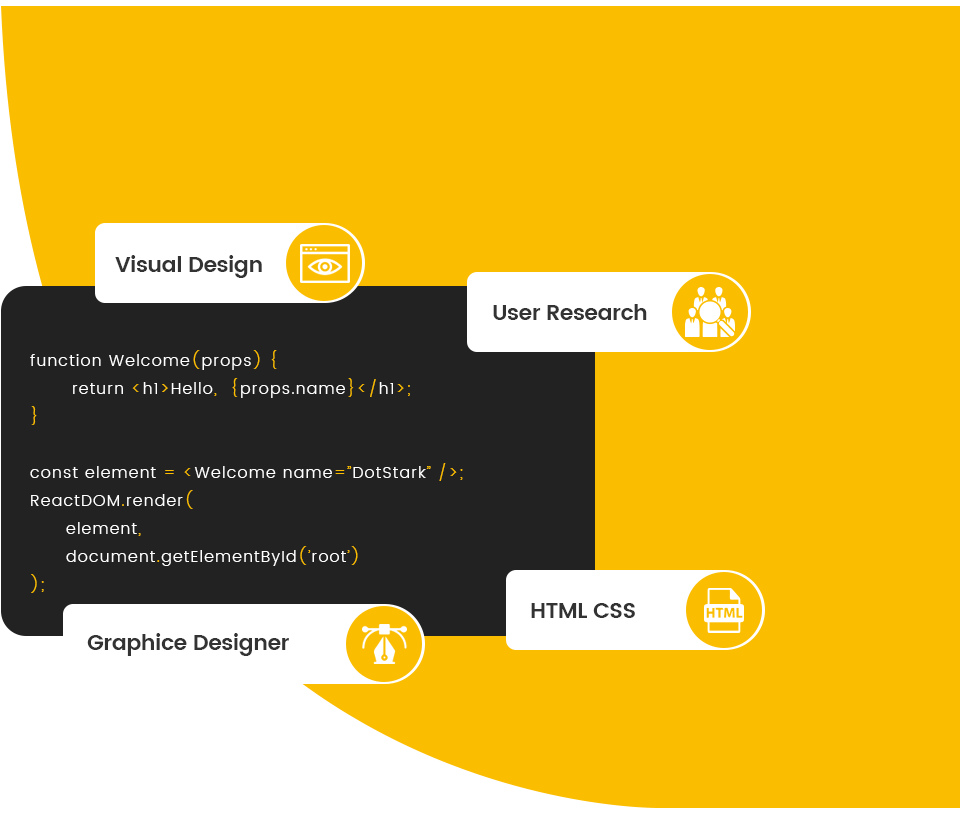 Visual Design
User Research
function Welcome(props) {
return <h1>Hello, {props.name}</h1>;
}
const element = <Welcome name=”DotStark” />;
ReactDOM.render(
element,
document.getElementById(’root’)
);
HTML CSS
HTML
Graphice Designer